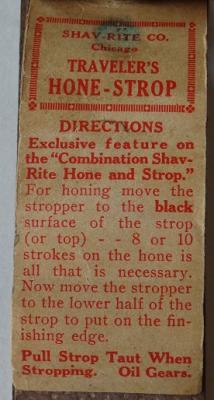 SHAV-RITE CO.
Chicago
TRAVELER'S
HONE-STROP
DIRECTIONS
Exclusive feature on
the "Combination Shav-
Rite Hone and Strop."
For honing move the
stropper to the black
surface of the strop
(or top) - - 8 or 10
strokes on the hone is
all that is necessary.
Now move the stropper
to the lower half of the
strop to put on the fin-
ishing edge.
Pull Strop Taut When
Stropping. Oil Gears.